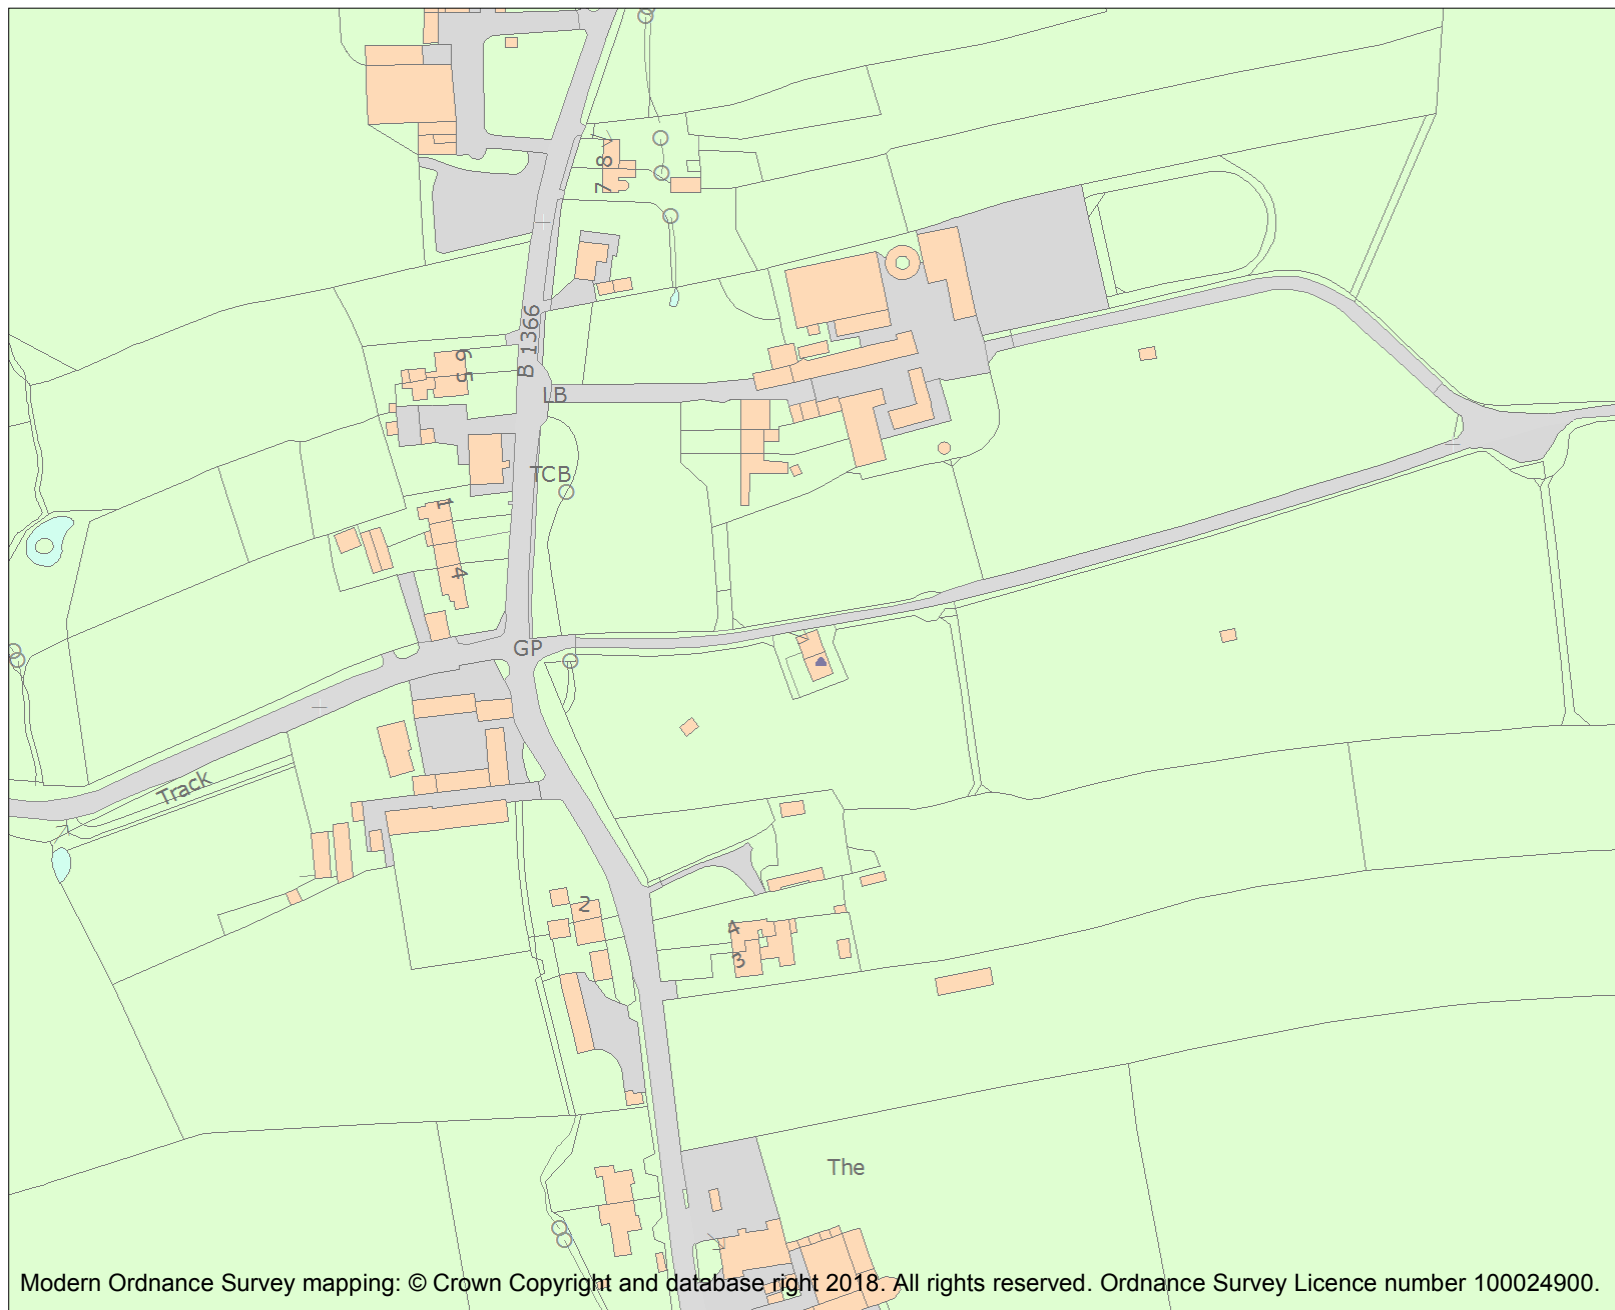 8
7
B 1366
6
5
LB
TCB
1
4
GP
Track
2
4
3
The
Modern Ordnance Survey mapping: © Crown Copyright and database right 2018. All rights reserved. Ordnance Survey Licence number 100024900.